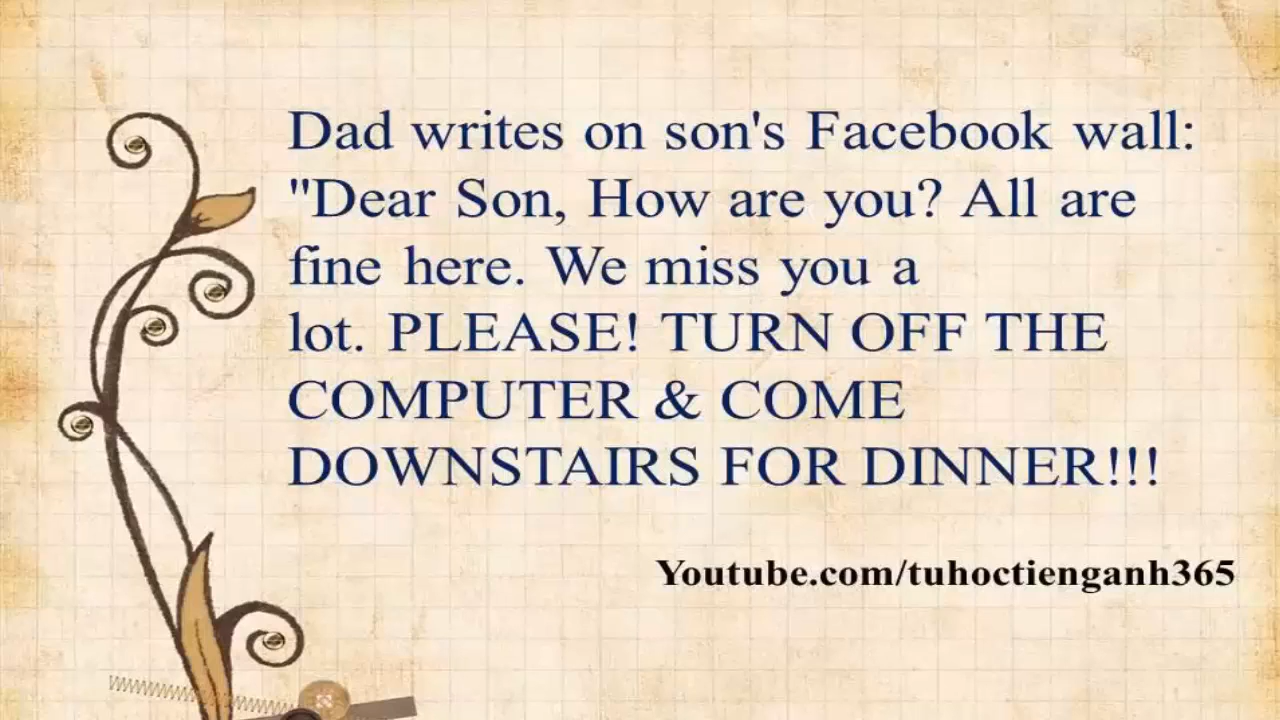 Dad writes on son's Facebook wall:
"Dear Son, How are you? All are
fine here. We miss you a
lot. PLEASE! TURN OFF THE
COMPUTER & COME
DOWNSTAIRS FOR DINNER!!!
Youtube.com/tuhoctienganh365